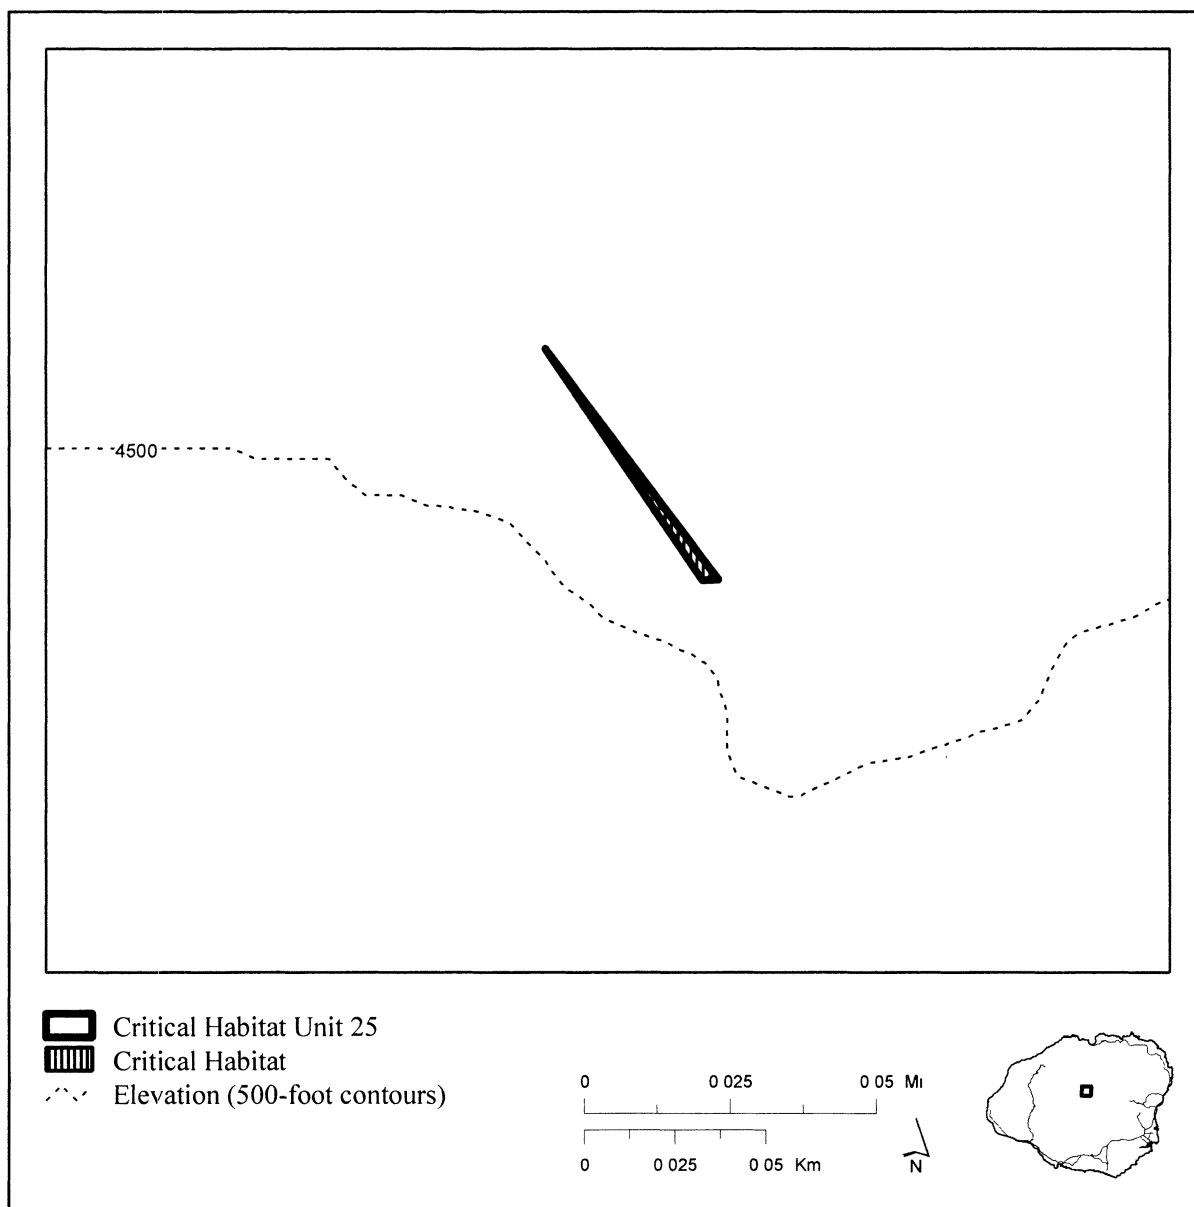 4500
Critical Habitat Unit 25
Critical Habitat
Elevation (500-foot contours)
0 0 025 0 05 Mi
0 0 025 0 05 Km
N